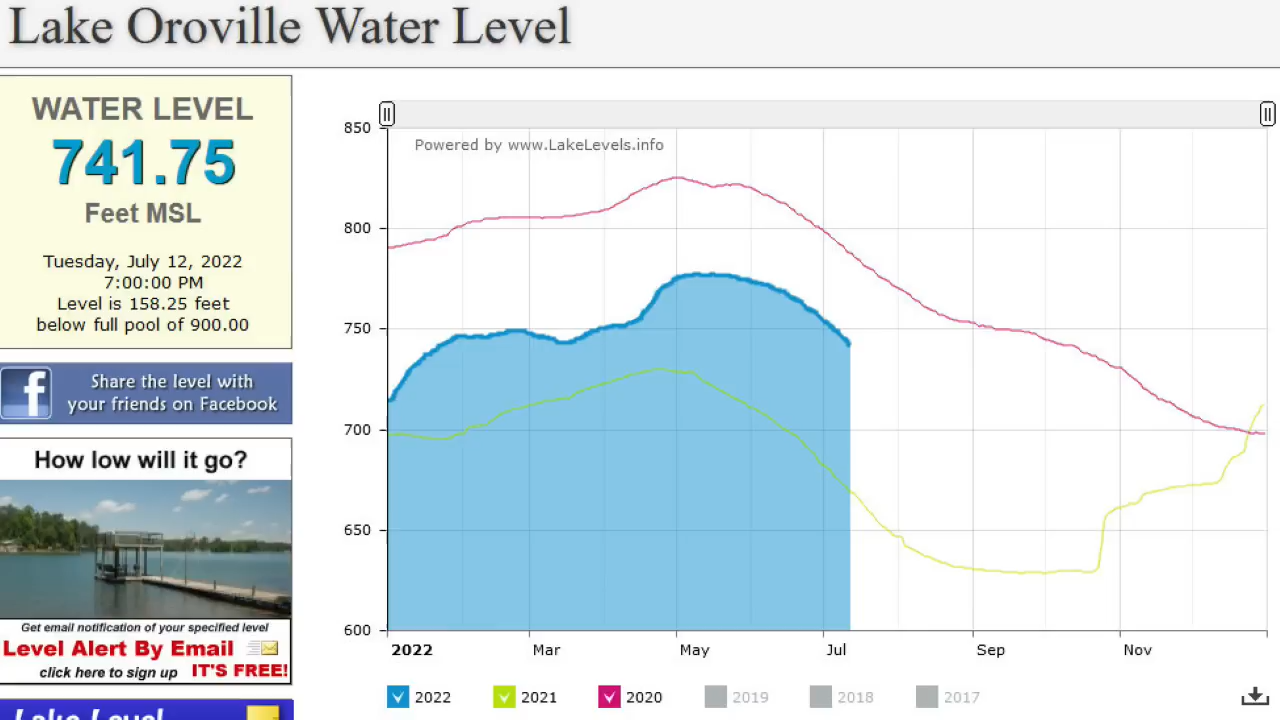 Lake Oroville Water Level
WATER LEVEL
741.75
Feet MSL
Tuesday, July 12, 2022
7:00:00 PM
Level is 158.25 feet
below full pool of 900.00
Share the level with
your friends on Facebook
How low will it go?
Get email notification of your specified level
Level Alert By Email
click here to sign up IT'S FREE!
Lake Level
Powered by www.LakeLevels.info
850
800
750
700
650
600
2022 Mar May Jul Sep Nov
2022 2021 2020 2019 2018 2017